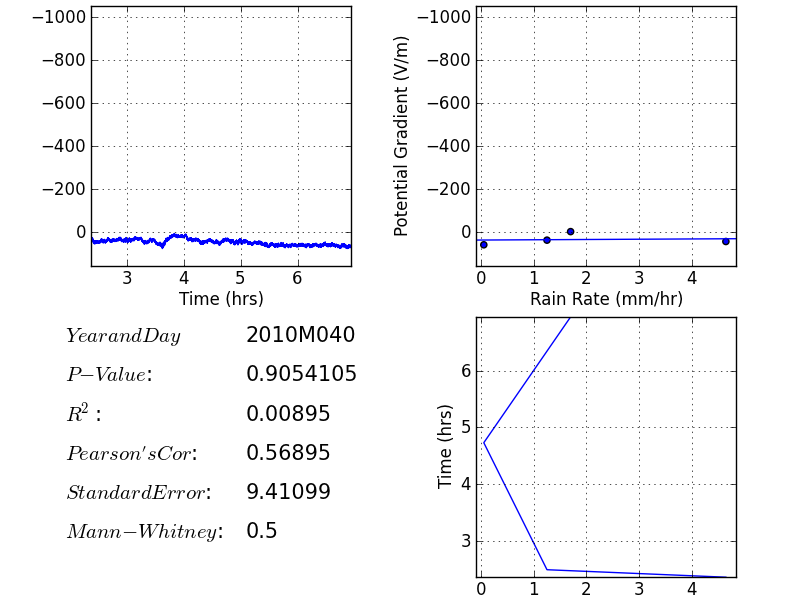 −1000
−800
−600
−400
−200
0
3 4 5 6
Time (hrs)
Potential Gradient (V/m)
−1000
−800
−600
−400
−200
0
0 1 2 3 4
Rain Rate (mm/hr)
YearandDay 2010M040
P−Value: 0.9054105
R² : 0.00895
Pearson'sCor: 0.56895
StandardError: 9.41099
Mann−Whitney: 0.5
Time (hrs)
6
5
4
3
0 1 2 3 4